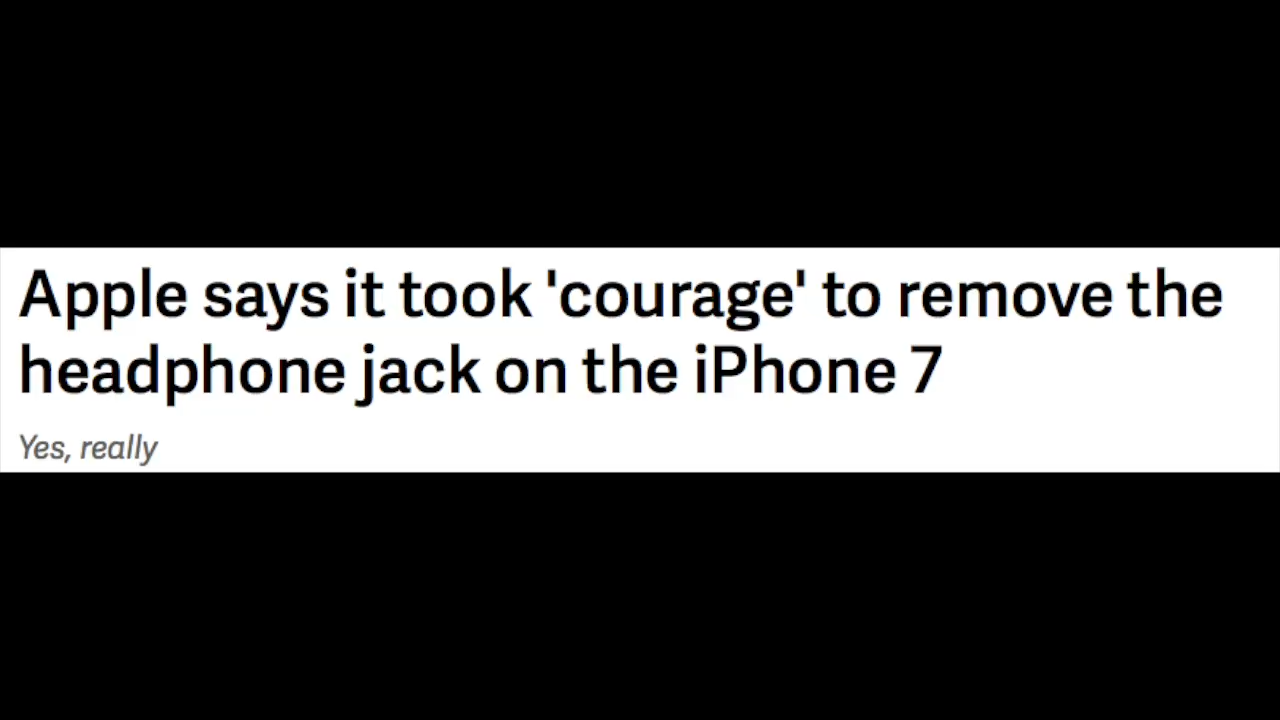 Apple says it took 'courage' to remove the
headphone jack on the iPhone 7
Yes, really